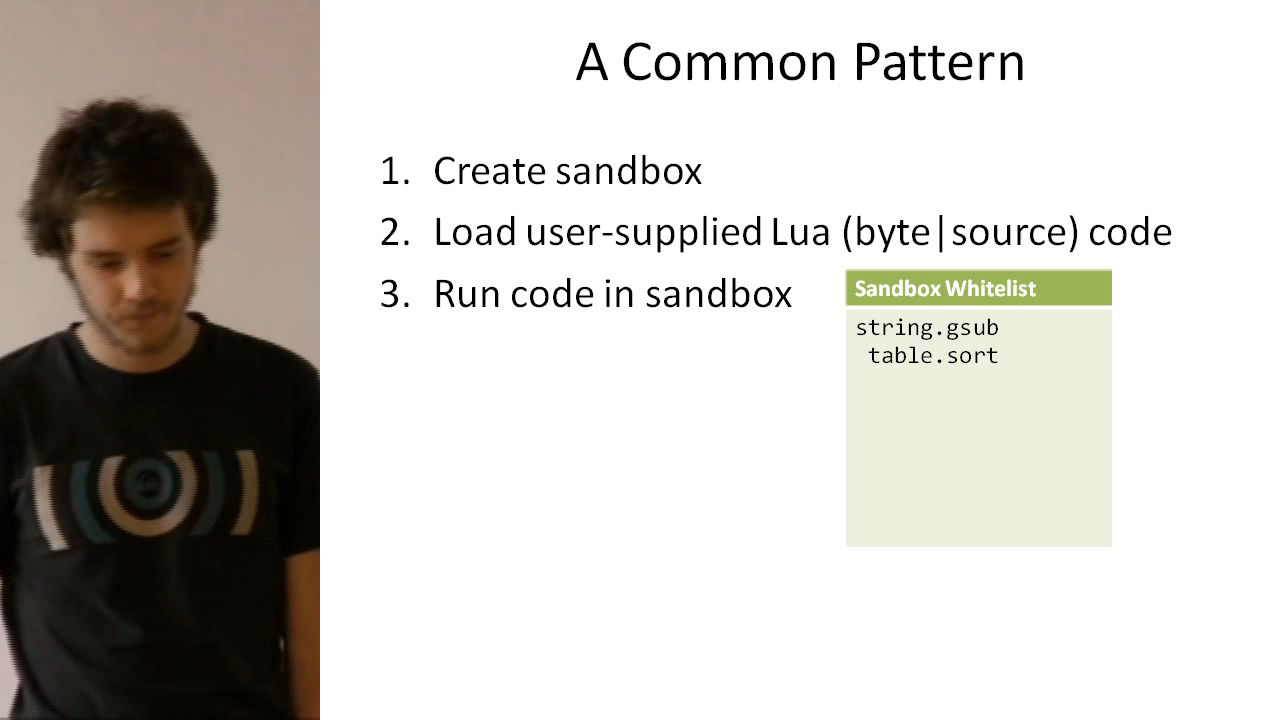 A Common Pattern
1. Create sandbox
2. Load user-supplied Lua (byte|source) code
3. Run code in sandbox
Sandbox Whitelist
string.gsub
table.sort